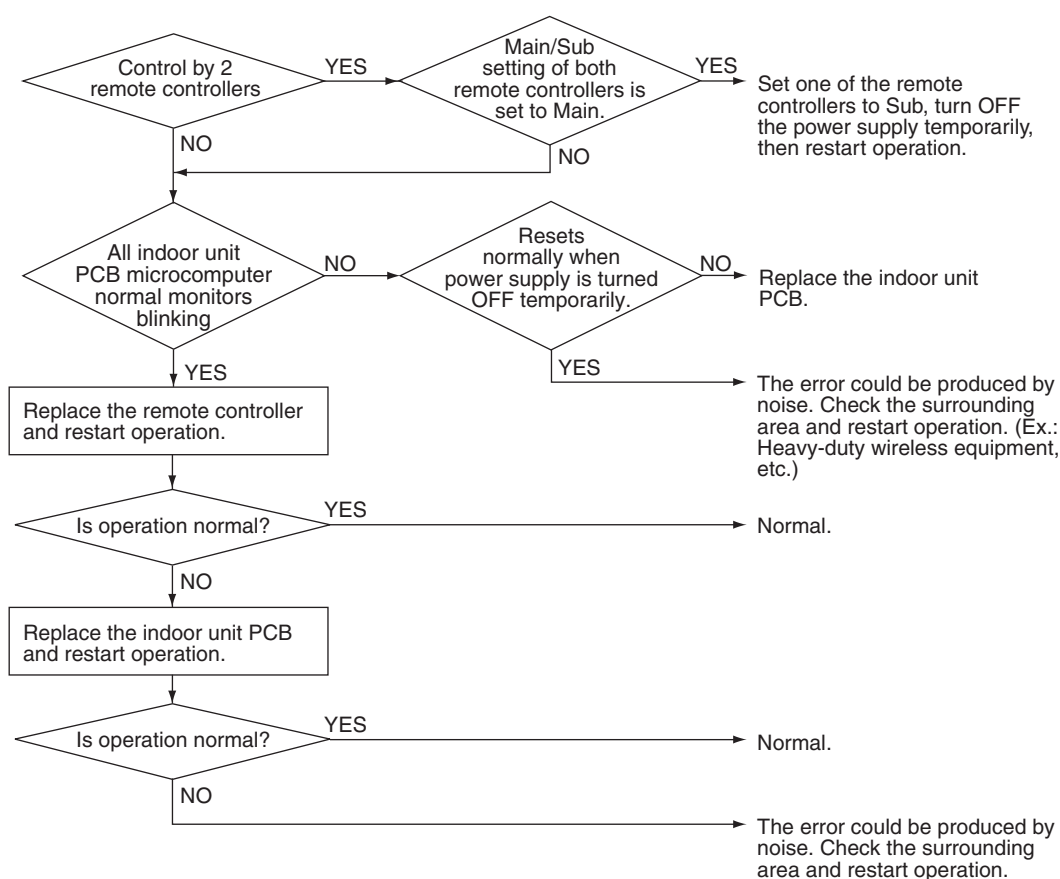 Control by 2
remote controllers
YES
Main/Sub
setting of both
remote controllers is
set to Main.
YES
Set one of the remote
controllers to Sub, turn OFF
the power supply temporarily,
then restart operation.
NO
NO
All indoor unit
PCB microcomputer
normal monitors
blinking
NO
Resets
normally when
power supply is turned
OFF temporarily.
NO
Replace the indoor unit
PCB.
YES
YES
The error could be produced by
noise. Check the surrounding
area and restart operation. (Ex.:
Heavy-duty wireless equipment,
etc.)
Replace the remote controller
and restart operation.
Is operation normal?
YES
Normal.
NO
Replace the indoor unit PCB
and restart operation.
Is operation normal?
YES
Normal.
NO
The error could be produced by
noise. Check the surrounding
area and restart operation.